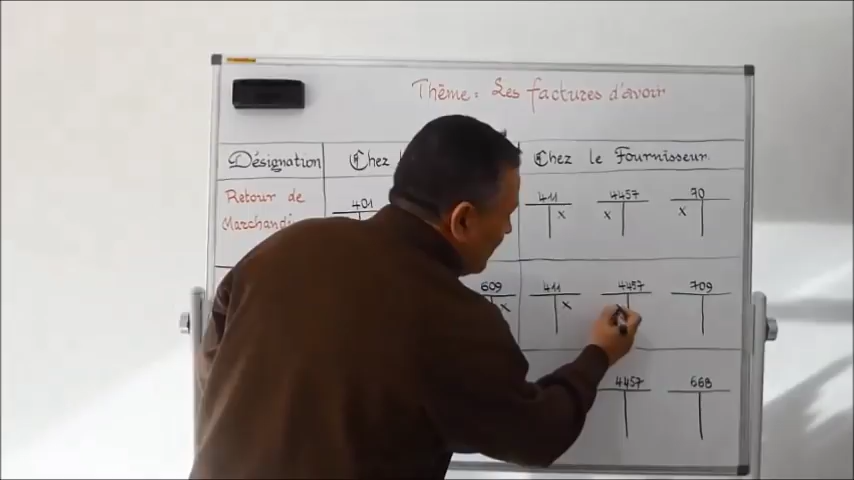 Thème : Les factures d'avoir
Désignation
Chez
Chez le Fournisseur
Retour de
401
411
4457
70
x
x
x
609
411
4457
709
x
x
4457
668